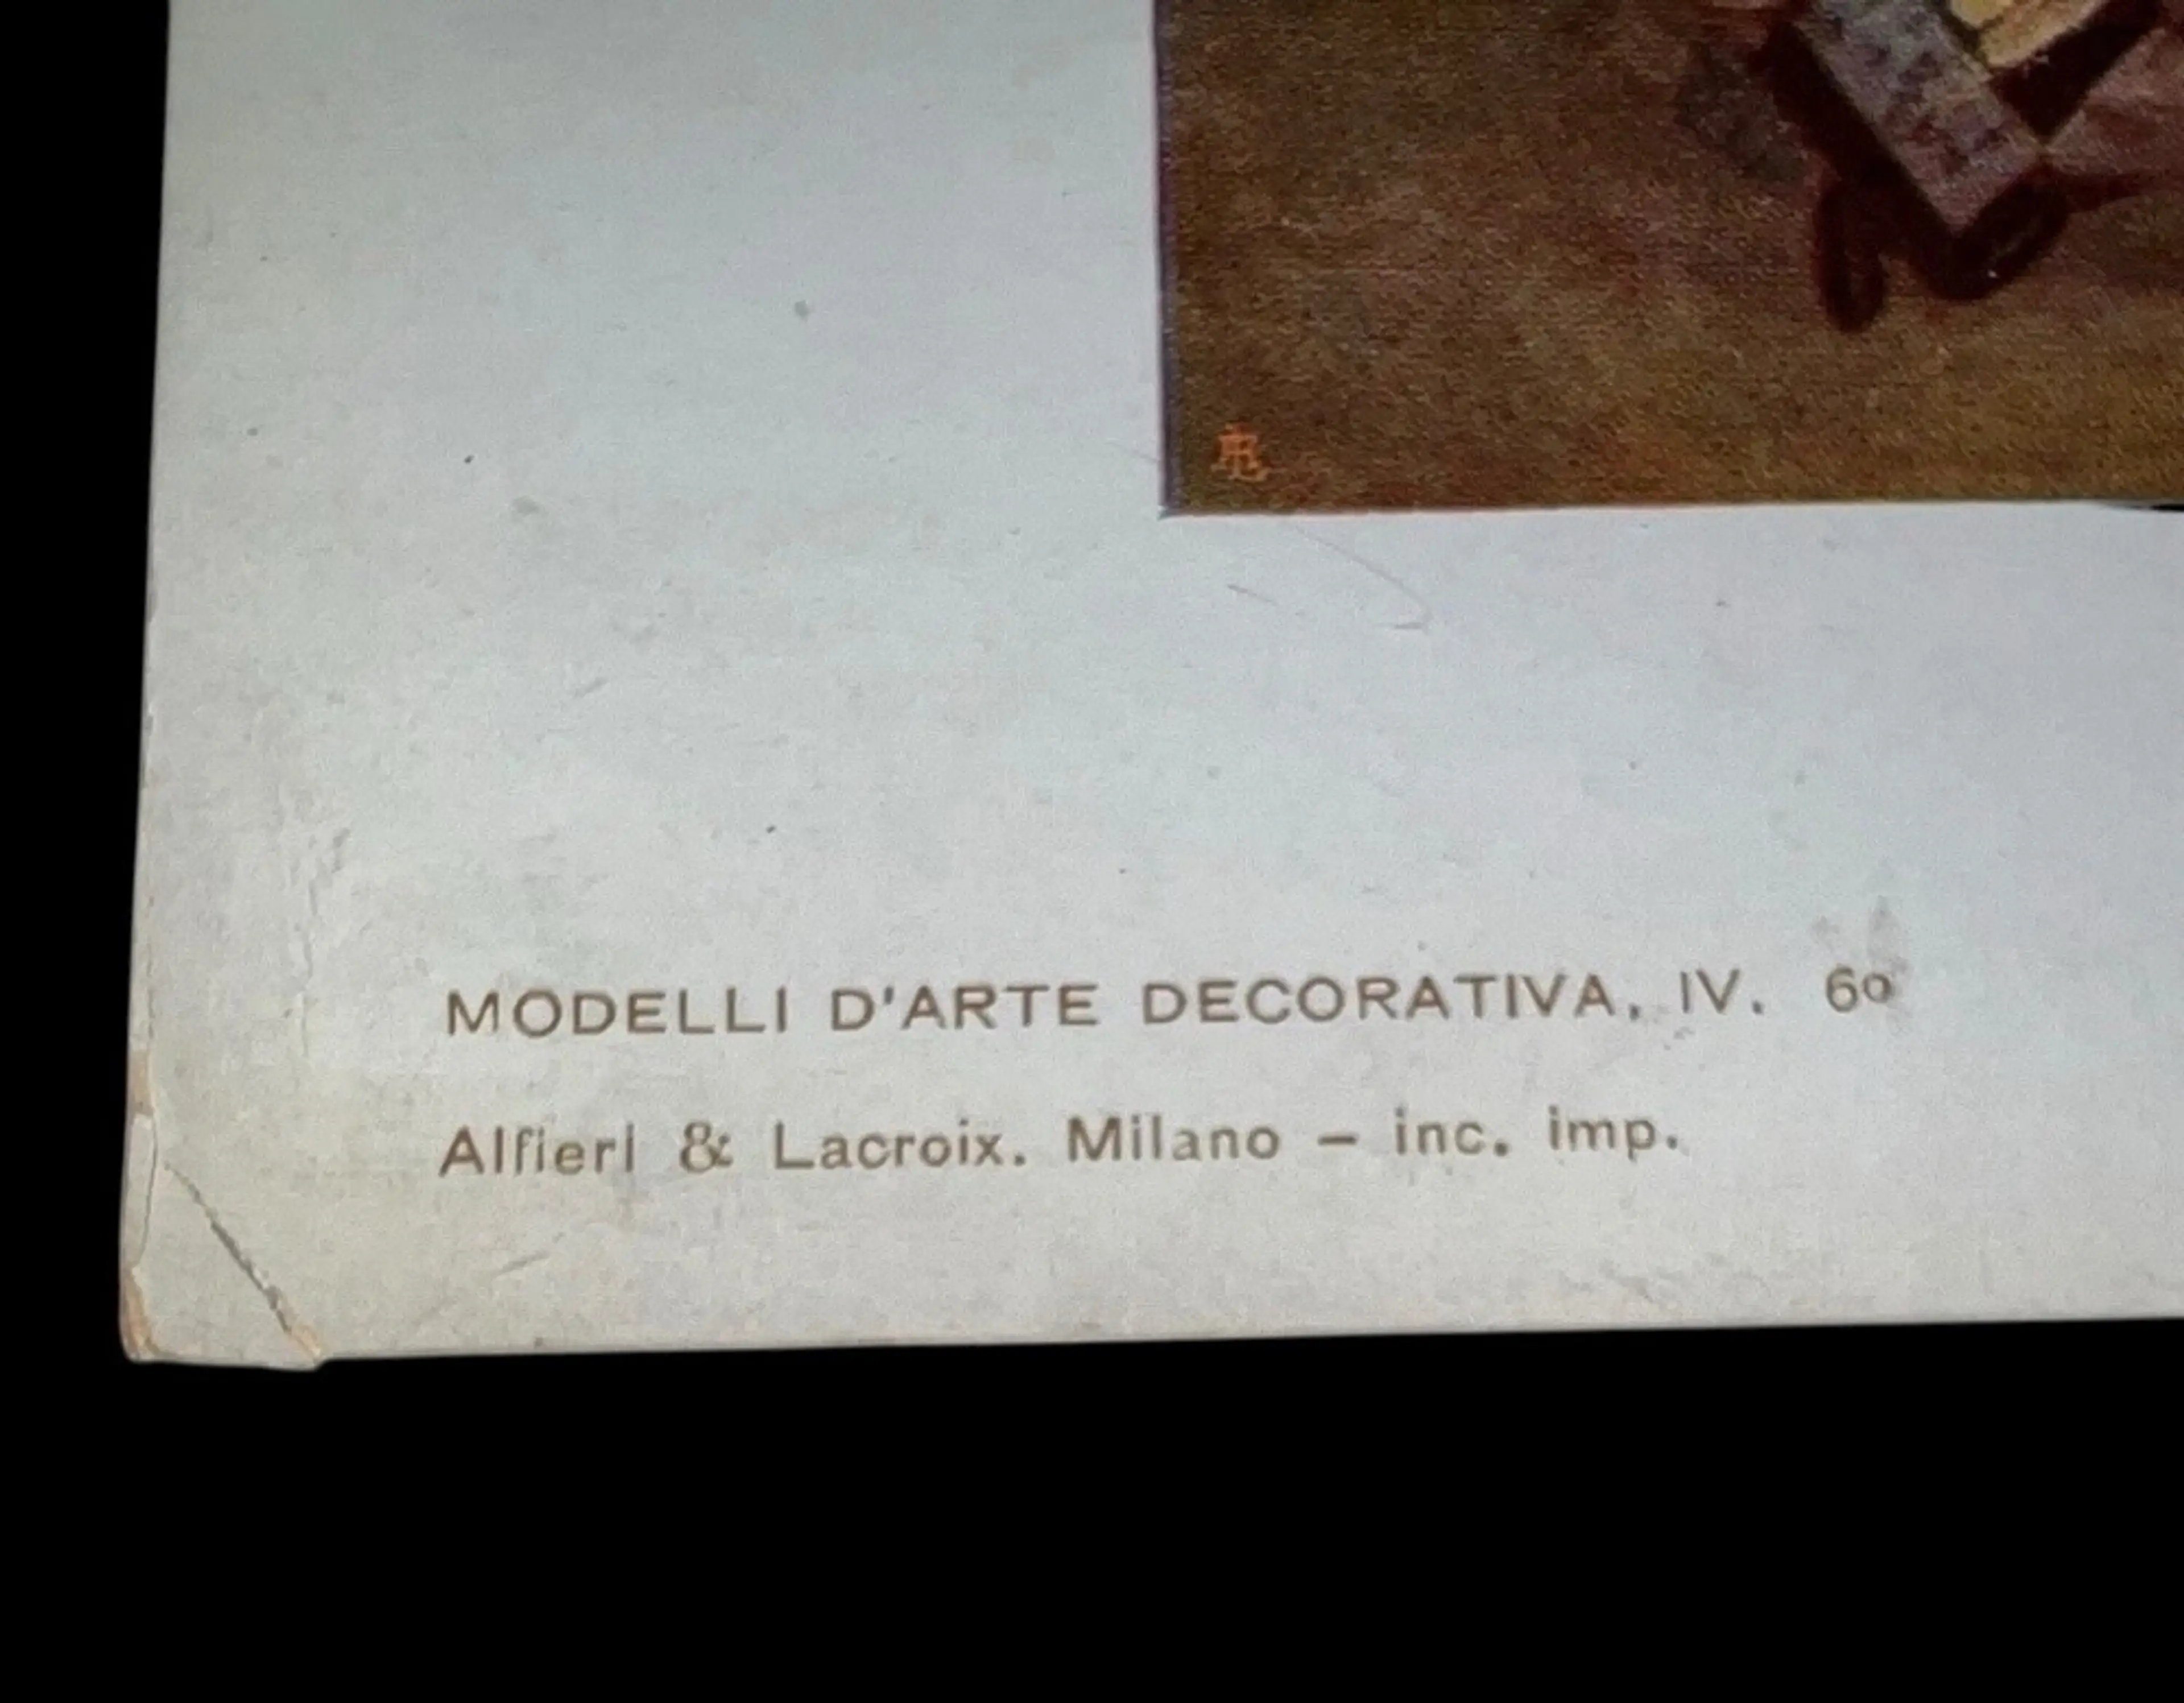 MODELLI D'ARTE DECORATIVA, IV. 60
Alfieri & Lacroix. Milano – inc. imp.